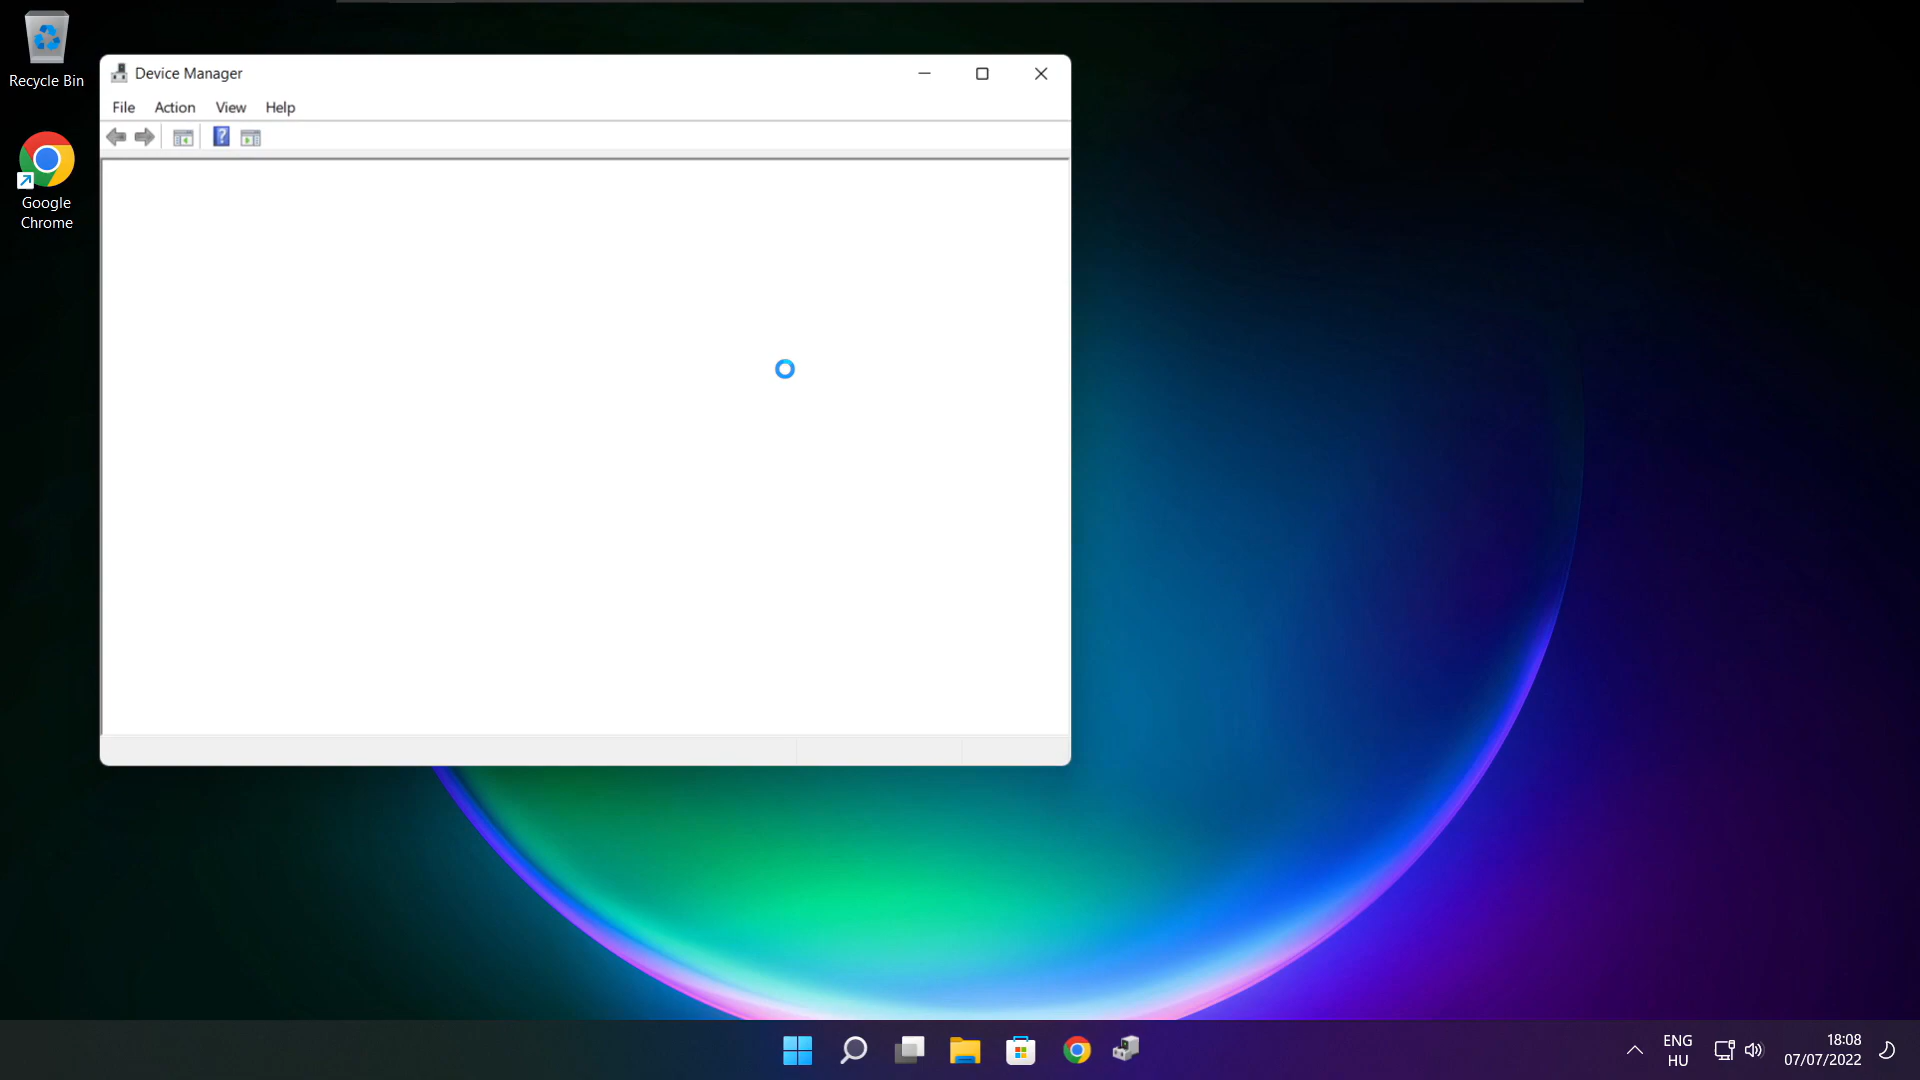 Recycle Bin
Google
Chrome
Device Manager
File Action View Help
?
ENG
HU
18:08
07/07/2022